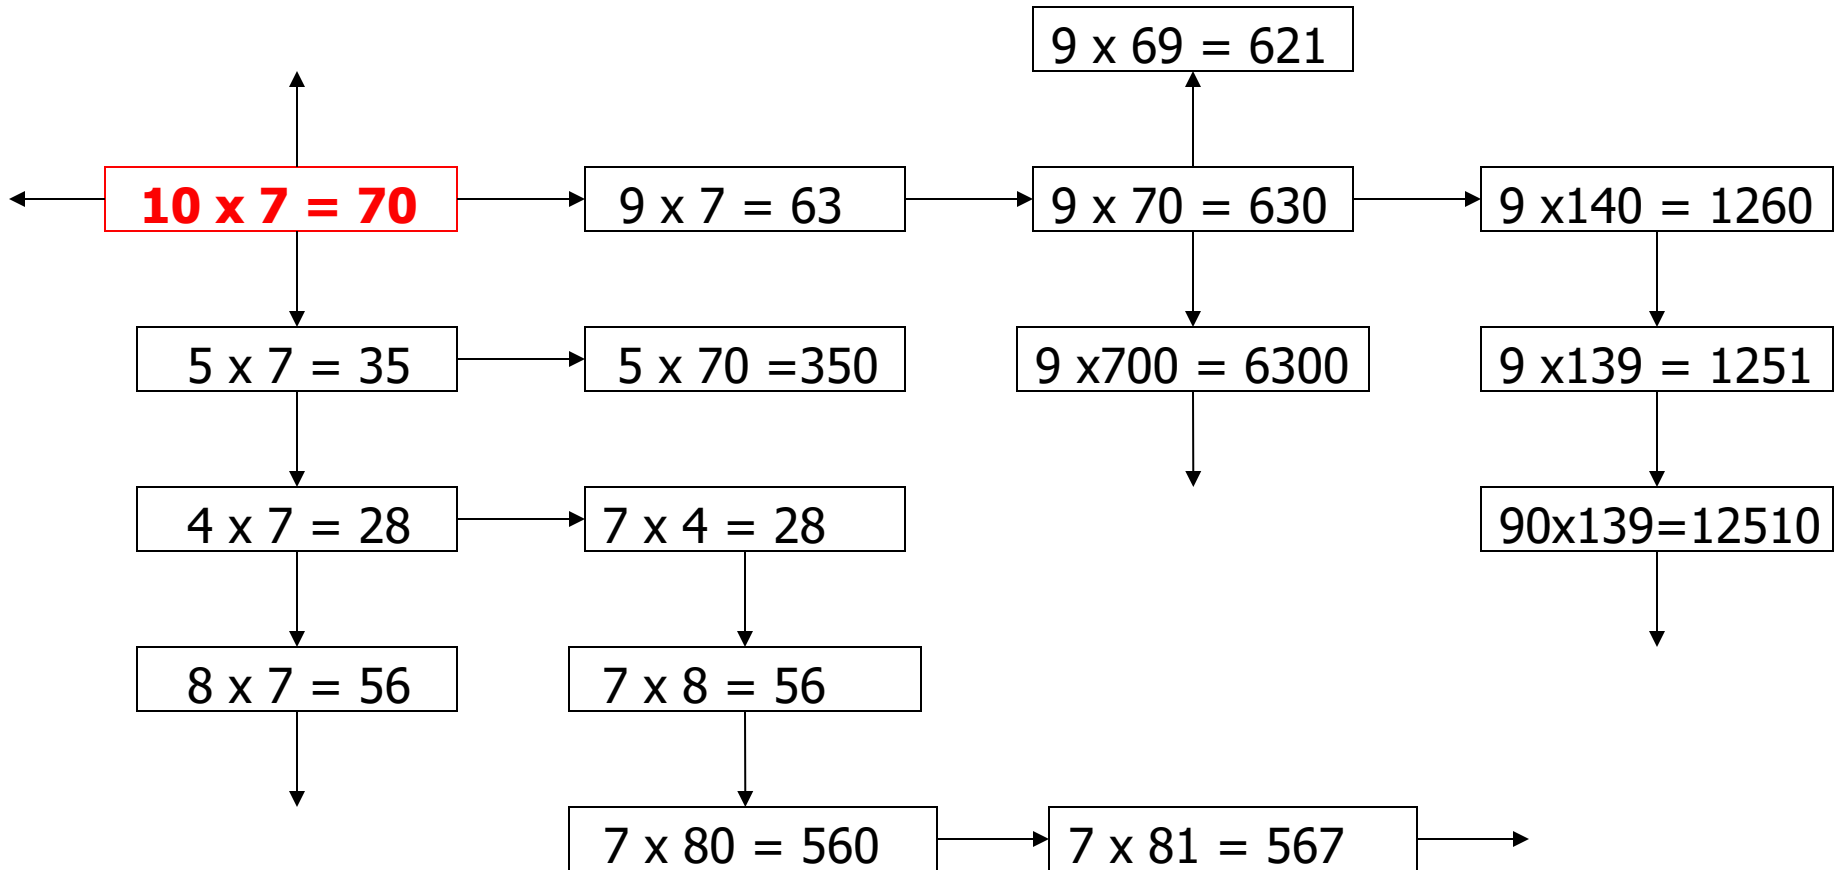 9 x 69 = 621
10 x 7 = 70
9 x 7 = 63
9 x 70 = 630
9 x140 = 1260
5 x 7 = 35
5 x 70 =350
9 x700 = 6300
9 x139 = 1251
4 x 7 = 28
7 x 4 = 28
90x139=12510
8 x 7 = 56
7 x 8 = 56
7 x 80 = 560
7 x 81 = 567